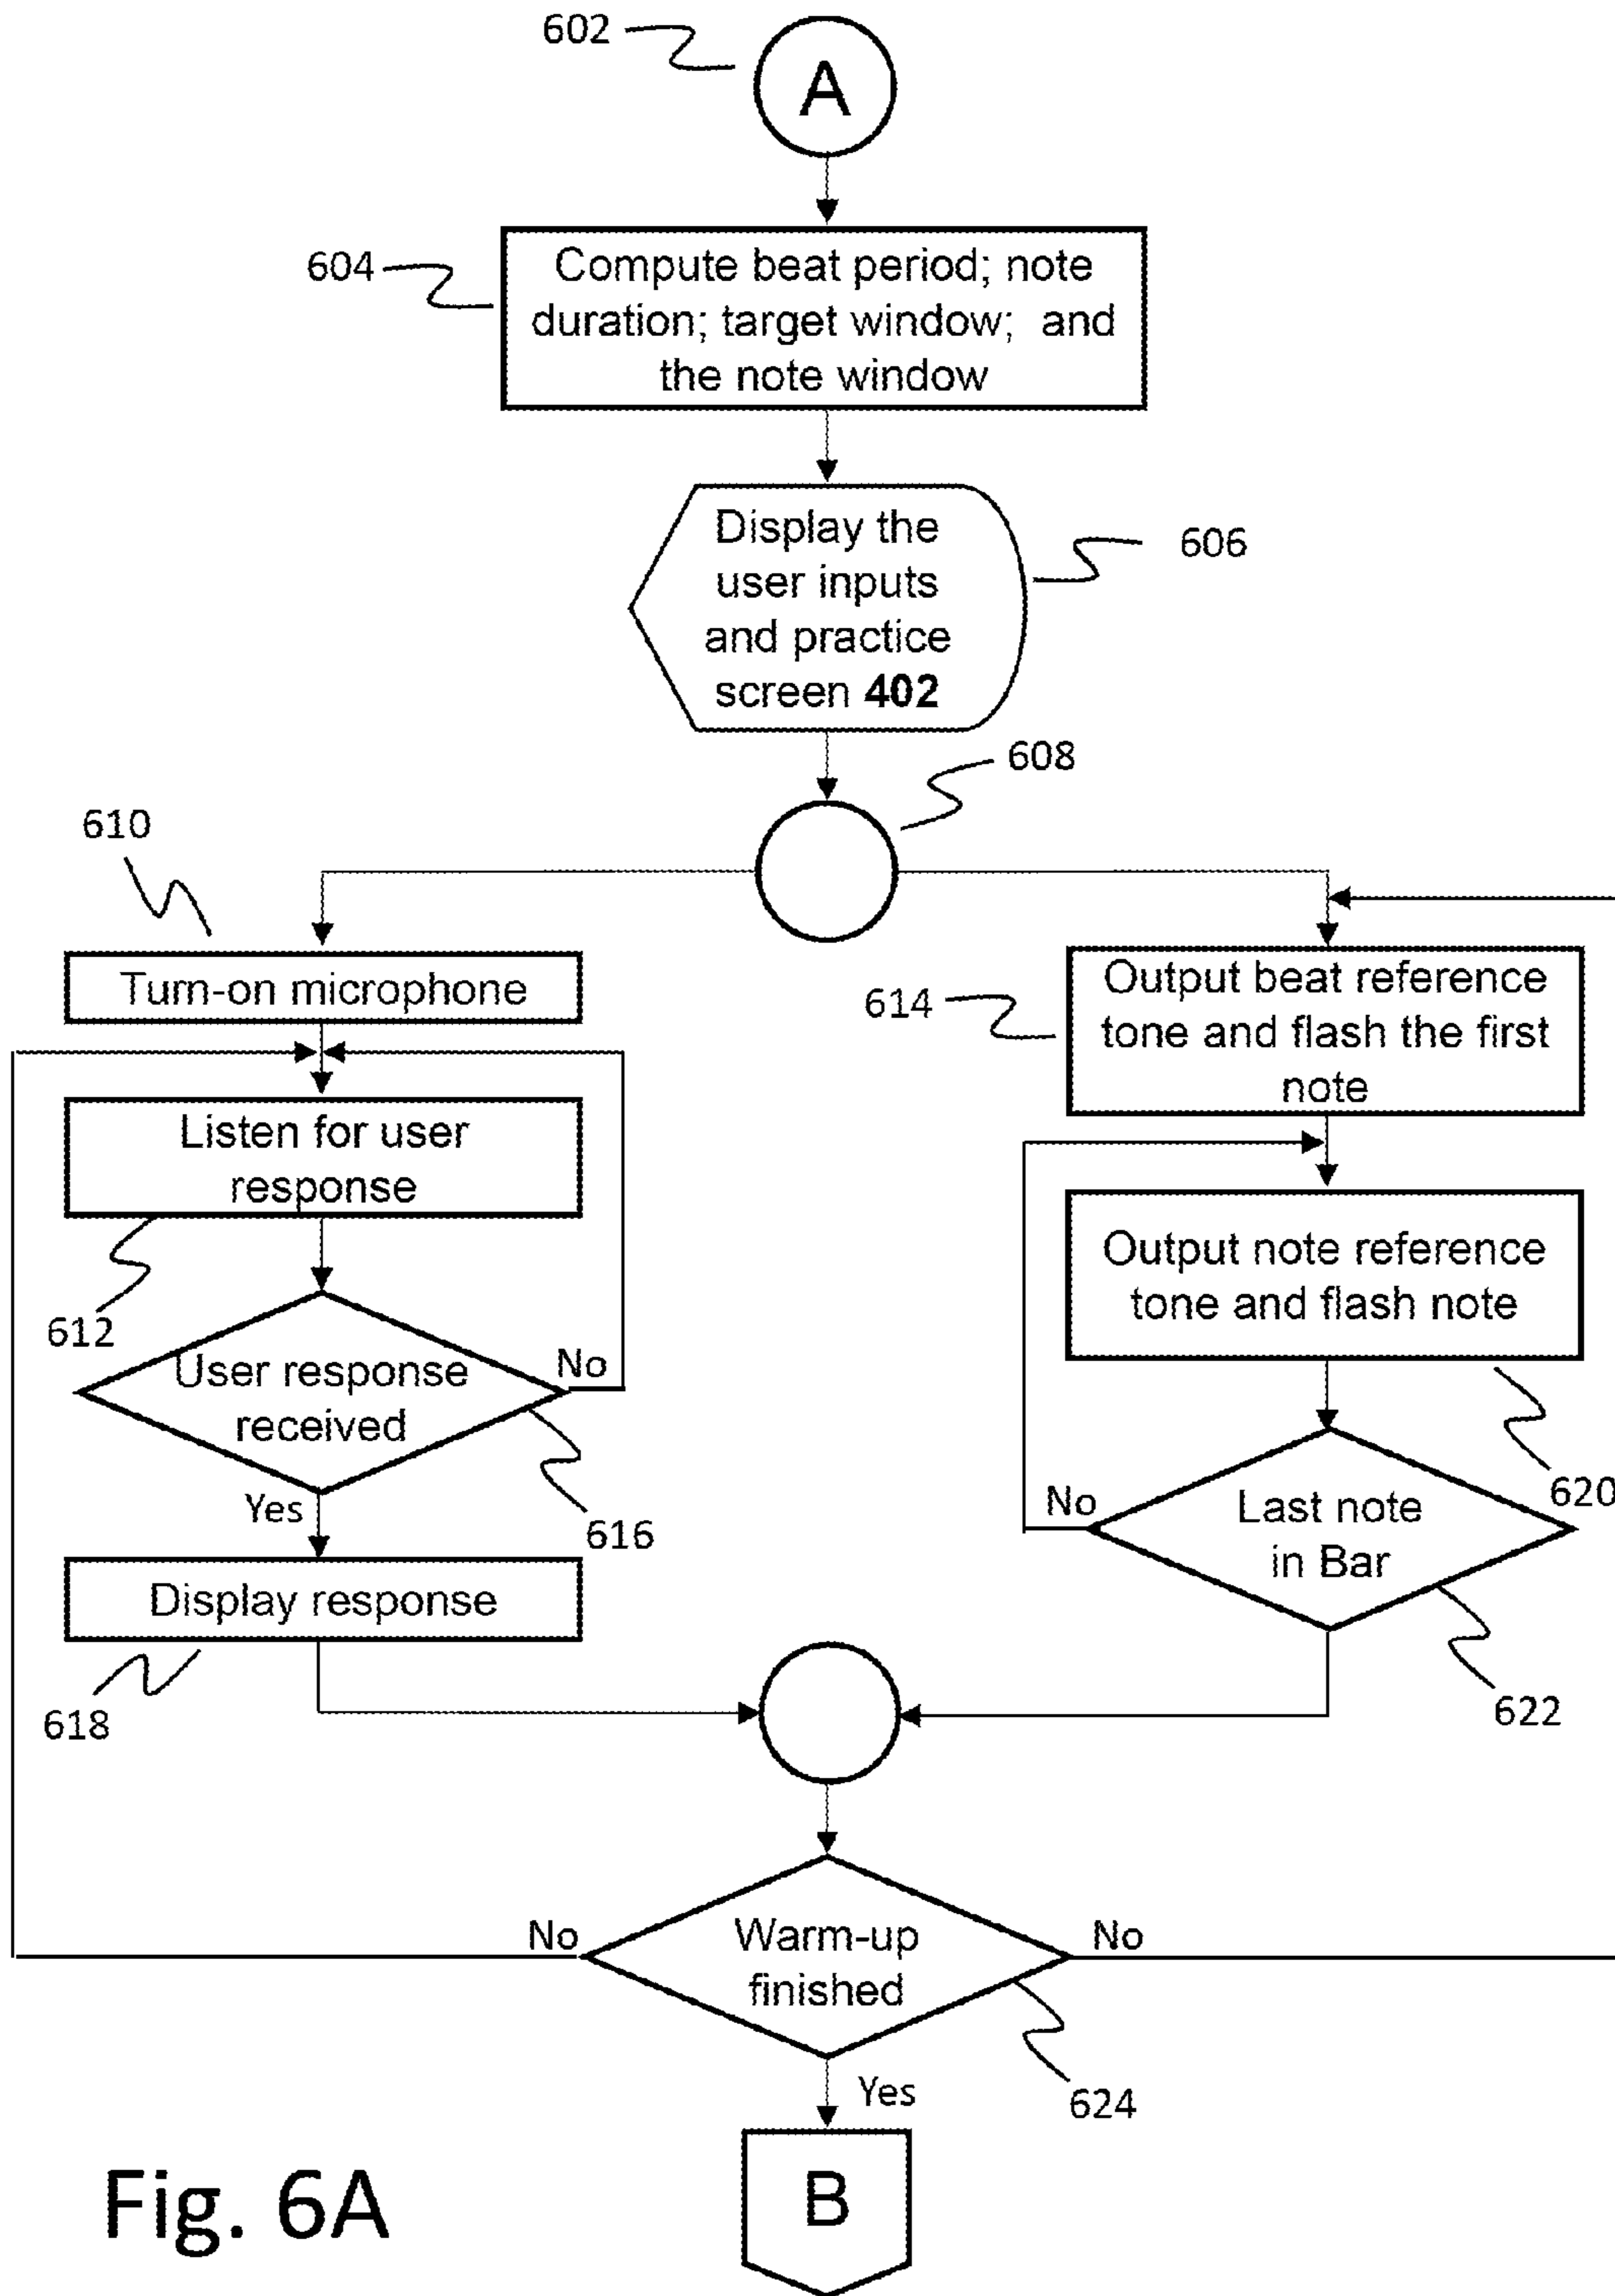 602
A
604
Compute beat period; note
duration; target window; and
the note window
Display the
user inputs
and practice
screen 402
606
608
610
Turn-on microphone
614
Output beat reference
tone and flash the first
note
Listen for user
response
612
Output note reference
tone and flash note
User response
received
No
616
620
Yes
Display response
618
No
Last note
in Bar
622
No
Warm-up
finished
No
624
Yes
B
Fig. 6A